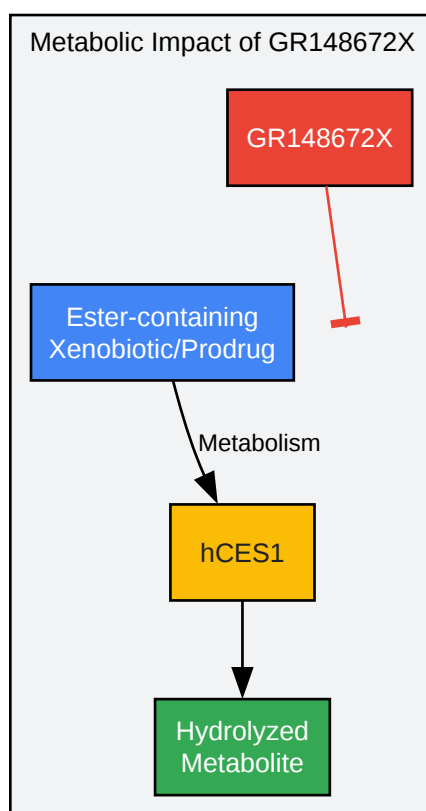 Metabolic Impact of GR148672X
GR148672X
Ester-containing
Xenobiotic/Prodrug
Metabolism
hCES1
Hydrolyzed
Metabolite